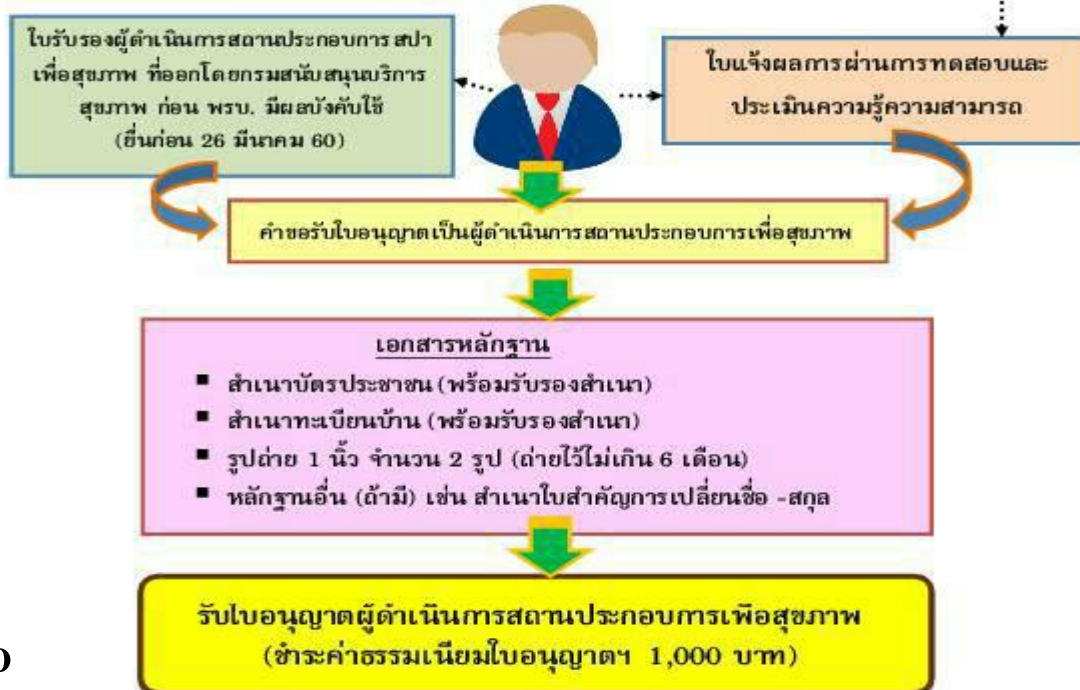 ใบรับรองผู้ดำเนินการสถานประกอบการ สปา
เพื่อสุขภาพ ที่ออกโดยกรมสนับสนุนบริการ
สุขภาพ ก่อน พรบ. มีผลบังคับใช้
(ยื่นก่อน 26 มีนาคม 60)
ใบแจ้งผลการผ่านการทดสอบและ
ประเมินความรู้ความสามารถ
คำขอรับใบอนุญาตเป็นผู้ดำเนินการสถานประกอบการเพื่อสุขภาพ
เอกสารหลักฐาน
▪ สำเนาบัตรประชาชน (พร้อมรับรองสำเนา)
▪ สำเนาทะเบียนบ้าน (พร้อมรับรองสำเนา)
▪ รูปถ่าย 1 นิ้ว จำนวน 2 รูป (ถ่ายไว้ไม่เกิน 6 เดือน)
▪ หลักฐานอื่น (ถ้ามี) เช่น สำเนาใบสำคัญการเปลี่ยนชื่อ -สกุล
รับใบอนุญาตผู้ดำเนินการสถานประกอบการเพื่อสุขภาพ
(ชำระค่าธรรมเนียมใบอนุญาตฯ 1,000 บาท)